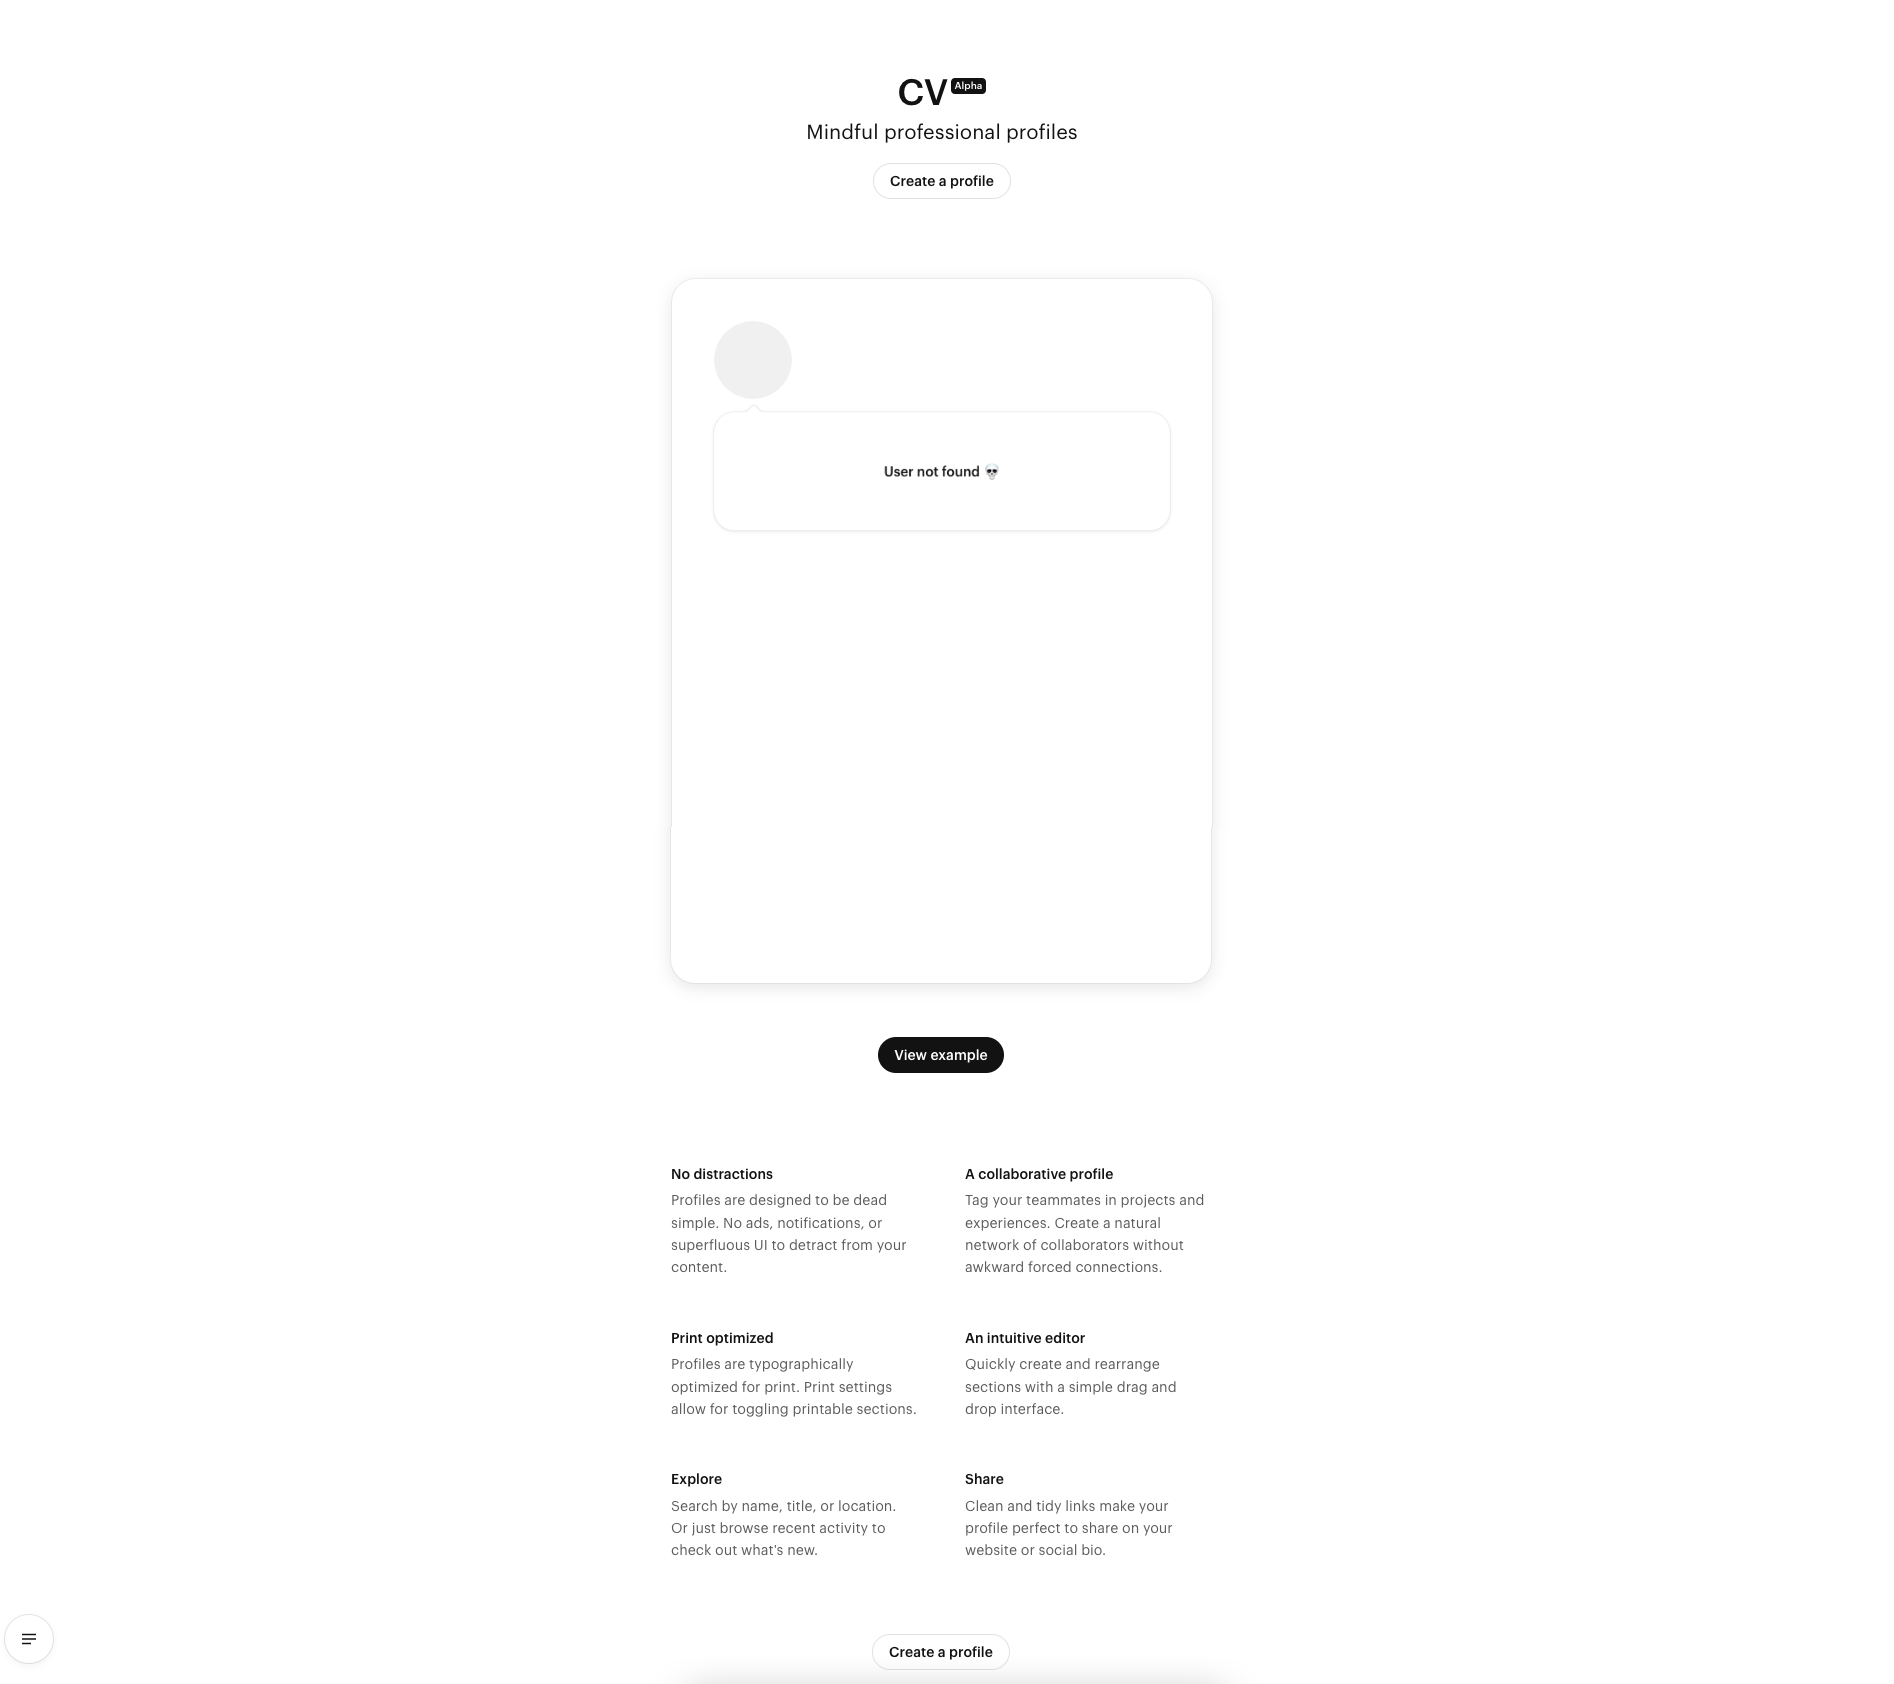 CV Alpha
Mindful professional profiles
Create a profile
User not found 💀
View example
No distractions
Profiles are designed to be dead
simple. No ads, notifications, or
superfluous UI to detract from your
content.
A collaborative profile
Tag your teammates in projects and
experiences. Create a natural
network of collaborators without
awkward forced connections.
Print optimized
Profiles are typographically
optimized for print. Print settings
allow for toggling printable sections.
An intuitive editor
Quickly create and rearrange
sections with a simple drag and
drop interface.
Explore
Search by name, title, or location.
Or just browse recent activity to
check out what's new.
Share
Clean and tidy links make your
profile perfect to share on your
website or social bio.
Create a profile